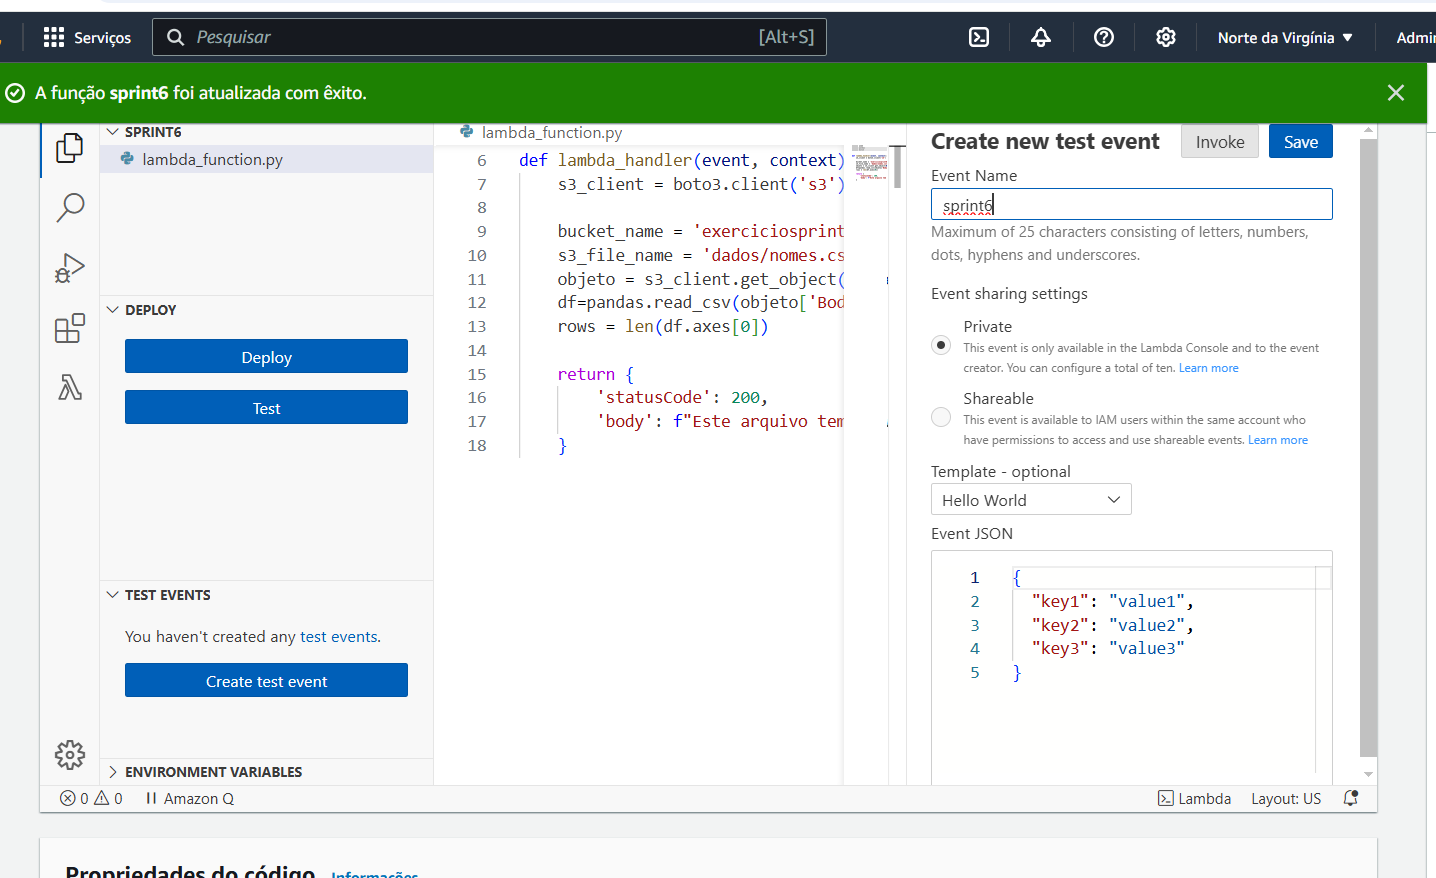 Serviços
Pesquisar
[Alt+S]
Norte da Virgínia
A função sprint6 foi atualizada com êxito.
SPRINT6
lambda_function.py
DEPLOY
Deploy
Test
TEST EVENTS
You haven't created any test events.
Create test event
ENVIRONMENT VARIABLES
lambda_function.py
6 def lambda_handler(event, context)
7 s3_client = boto3.client('s3')
8
9 bucket_name = 'exerciciosprint
10 s3_file_name = 'dados/nomes.cs
11 objeto = s3_client.get_object(
12 df=pandas.read_csv(objeto['Bod
13 rows = len(df.axes[0])
14
15 return {
16 'statusCode': 200,
17 'body': f"Este arquivo tem
18 }
Create new test event
Invoke
Save
Event Name
sprint6
Maximum of 25 characters consisting of letters, numbers,
dots, hyphens and underscores.
Event sharing settings
Private
This event is only available in the Lambda Console and to the event
creator. You can configure a total of ten. Learn more
Shareable
This event is available to IAM users within the same account who
have permissions to access and use shareable events. Learn more
Template - optional
Hello World
Event JSON
1 {
2 "key1": "value1",
3 "key2": "value2",
4 "key3": "value3"
5 }
0 0 Amazon Q
Lambda
Layout: US
Propriedades do código
Informações